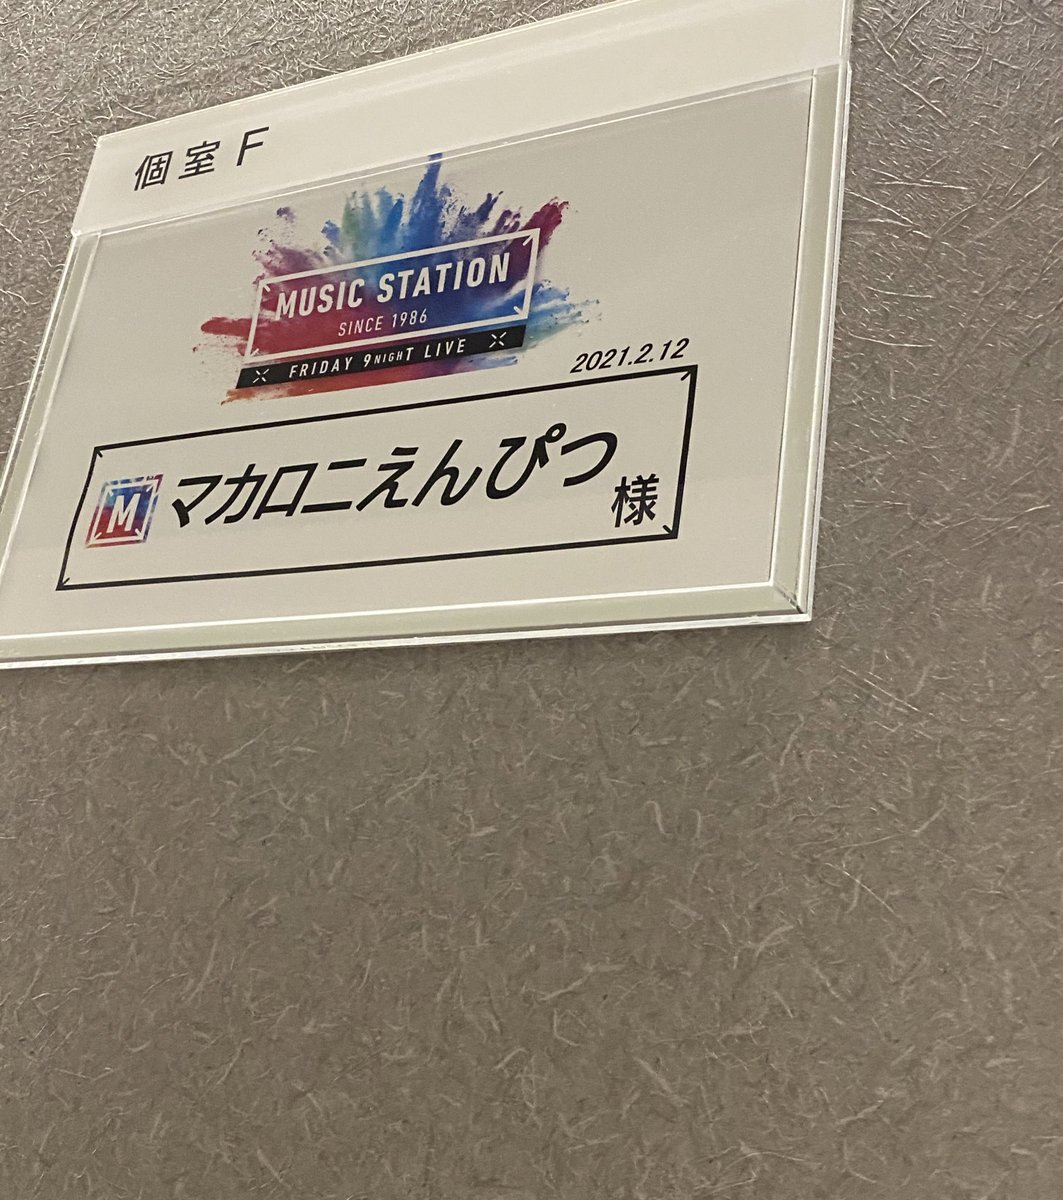 個室 F
MUSIC STATION
SINCE 1986
FRIDAY 9NIGHT LIVE
2021.2.12
M マカロニえんぴつ 様